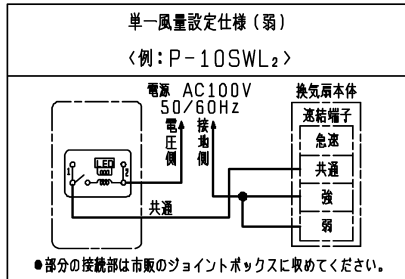 単一風量設定仕様（弱）
〈例：P-10SWL₂〉
電源 AC100V
50/60Hz
電圧側
接地側
換気扇本体
速結端子
急速
共通
強
弱
LED
1
2
共通
●部分の接続部は市販のジョイントボックスに収めてください。